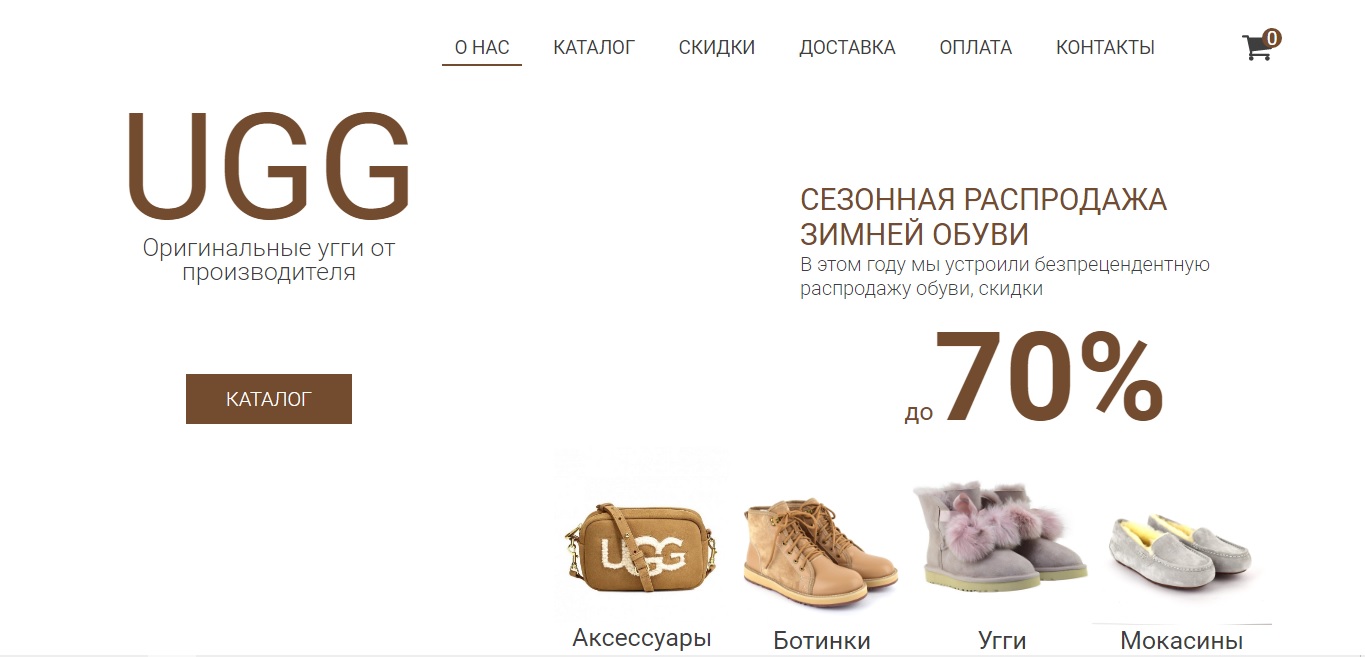 О НАС КАТАЛОГ СКИДКИ ДОСТАВКА ОПЛАТА КОНТАКТЫ 0
UGG
Оригинальные угги от
производителя
КАТАЛОГ
СЕЗОННАЯ РАСПРОДАЖА
ЗИМНЕЙ ОБУВИ
В этом году мы устроили безпрецендентную
распродажу обуви, скидки
до 70%
UGG
Аксессуары Ботинки Угги Мокасины